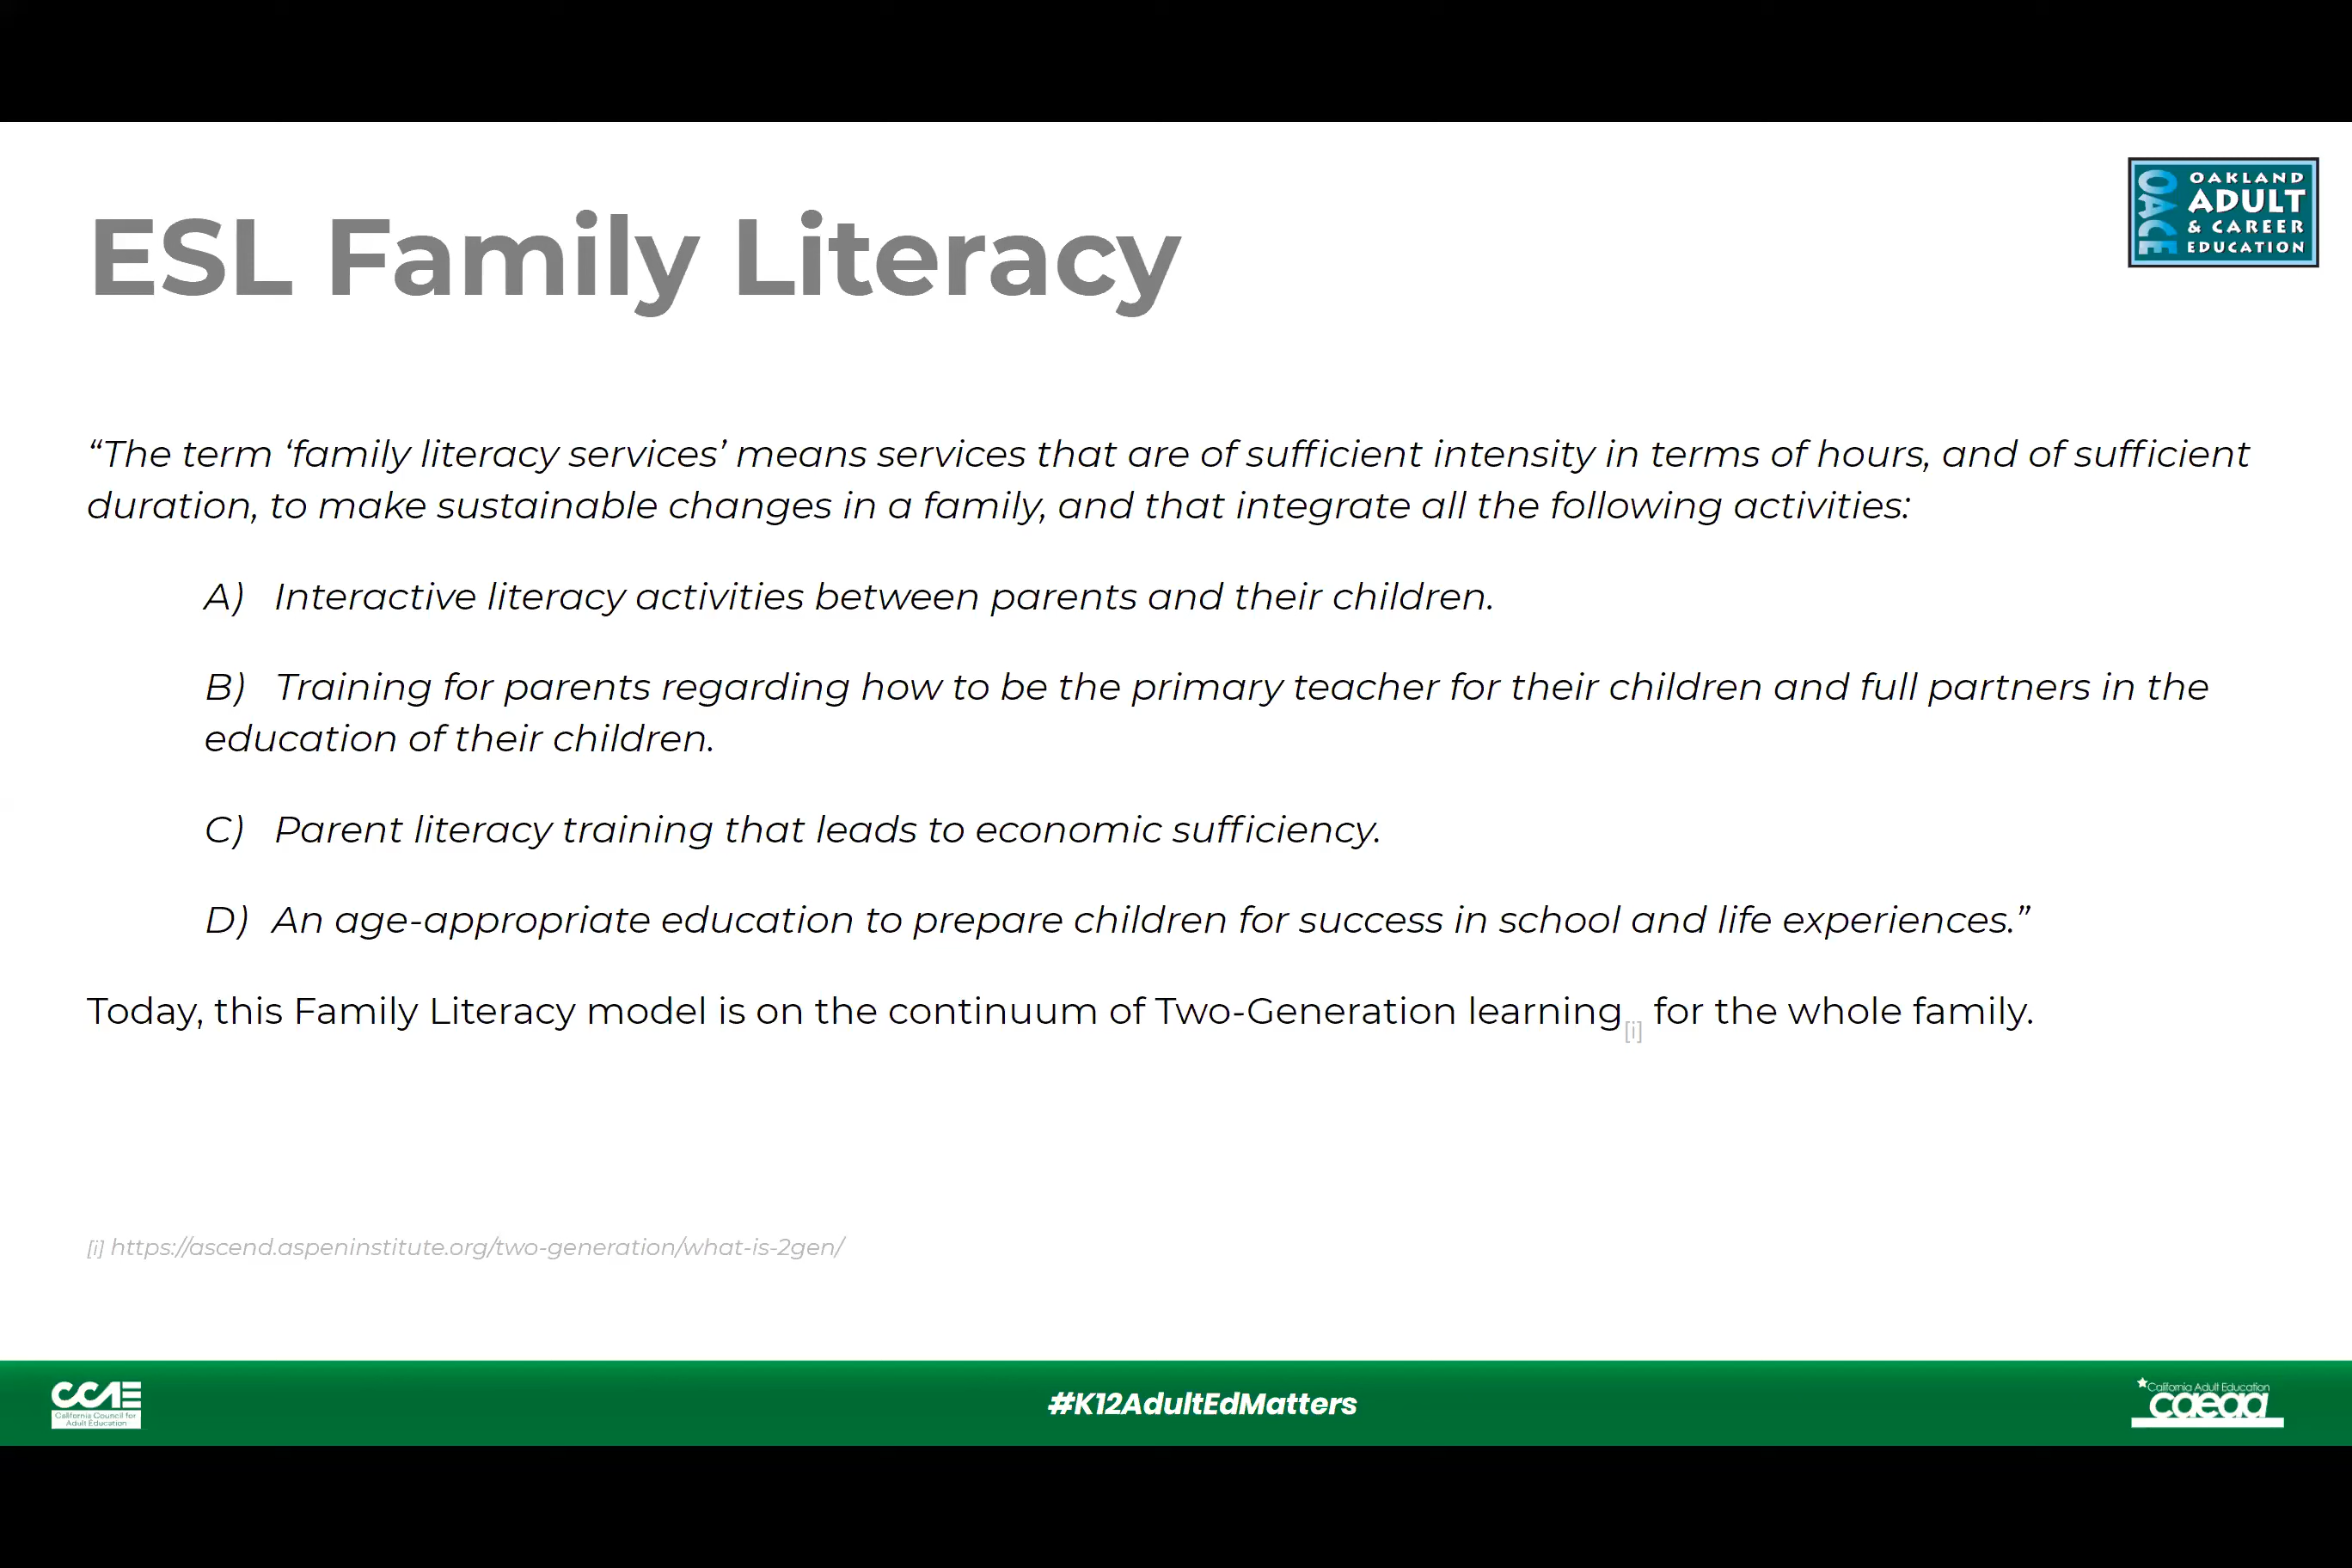 OACE
OAKLAND
ADULT
& CAREER
EDUCATION
ESL Family Literacy
“The term ‘family literacy services’ means services that are of sufficient intensity in terms of hours, and of sufficient
duration, to make sustainable changes in a family, and that integrate all the following activities:
A) Interactive literacy activities between parents and their children.
B) Training for parents regarding how to be the primary teacher for their children and full partners in the
education of their children.
C) Parent literacy training that leads to economic sufficiency.
D) An age-appropriate education to prepare children for success in school and life experiences.”
Today, this Family Literacy model is on the continuum of Two-Generation learning[i] for the whole family.
[i] https://ascend.aspeninstitute.org/two-generation/what-is-2gen/
CCAE
California Council for
Adult Education
#K12AdultEdMatters
California Adult Education
caeaa